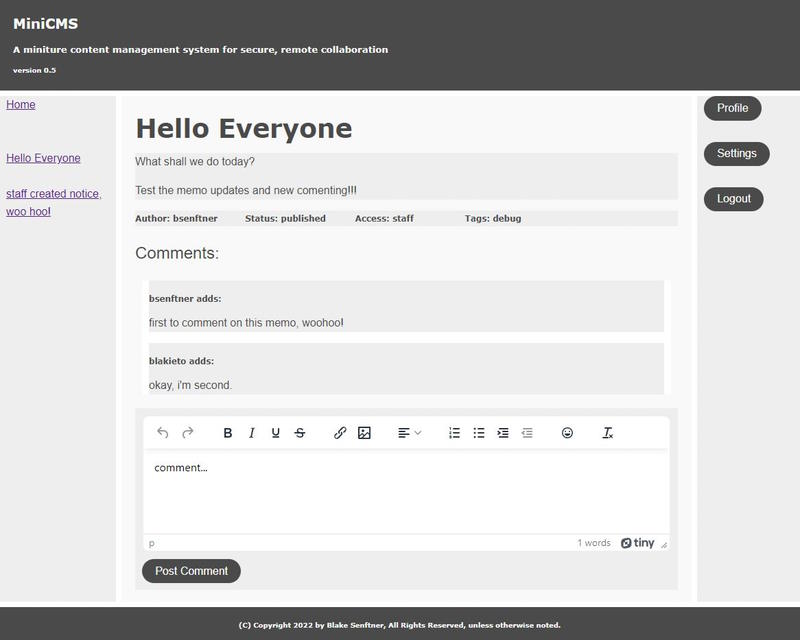 MiniCMS
A miniture content management system for secure, remote collaboration
version 0.5
Home
Hello Everyone
staff created notice,
woo hoo!
Hello Everyone
What shall we do today?
Test the memo updates and new comenting!!!
Author: bsenftner Status: published Access: staff Tags: debug
Comments:
bsenftner adds:
first to comment on this memo, woohoo!
blakieto adds:
okay, i'm second.
B I U S
comment...
p 1 words tiny
Post Comment
Profile
Settings
Logout
(C) Copyright 2022 by Blake Senftner, All Rights Reserved, unless otherwise noted.